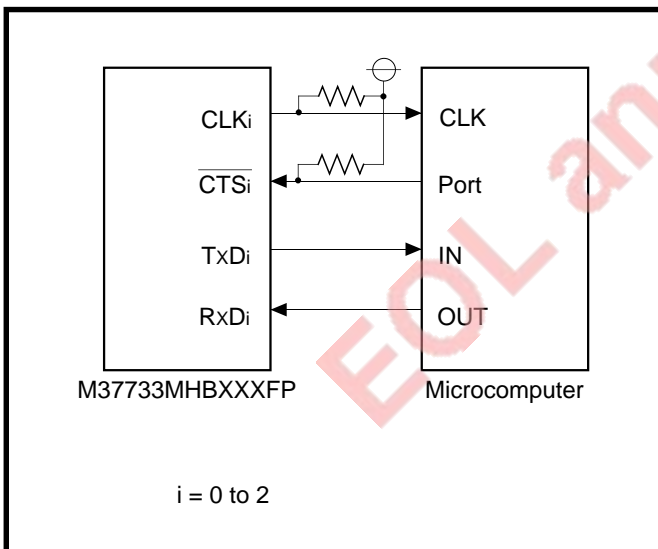 CLKi CLK
CTSi Port
TxDi IN
RxDi OUT
M37733MHBXXXFP Microcomputer
i = 0 to 2
EOL an